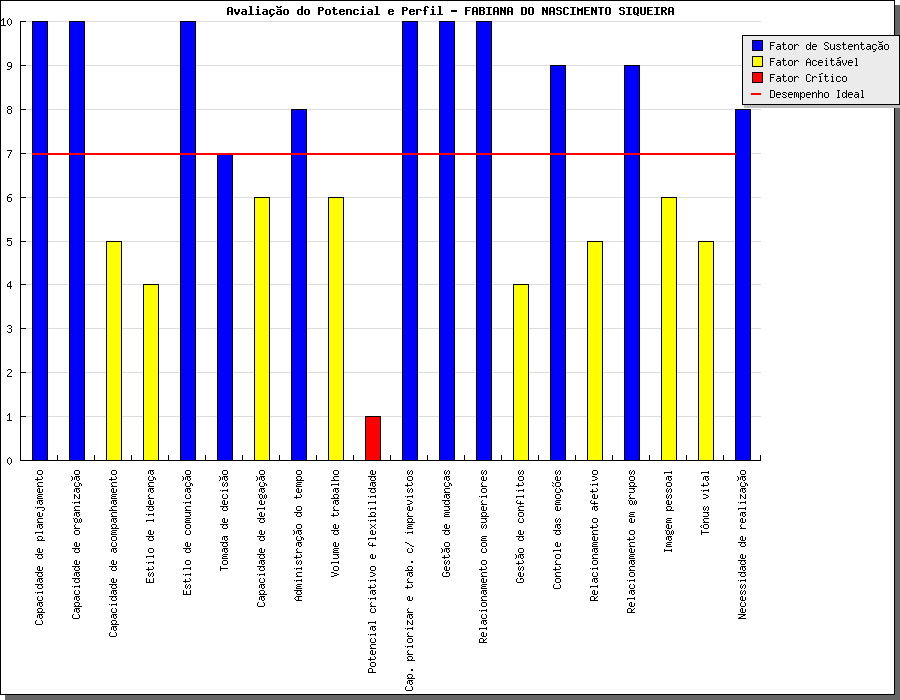 Avaliação do Potencial e Perfil - FABIANA DO NASCIMENTO SIQUEIRA
Fator de Sustentação
Fator Aceitável
Fator Crítico
Desempenho Ideal
10
9
8
7
6
5
4
3
2
1
0
Capacidade de planejamento
Capacidade de organização
Capacidade de acompanhamento
Estilo de liderança
Estilo de comunicação
Tomada de decisão
Capacidade de delegação
Administração do tempo
Volume de trabalho
Potencial criativo e flexibilidade
Cap. priorizar e trab. c/ imprevistos
Gestão de mudanças
Relacionamento com superiores
Gestão de conflitos
Controle das emoções
Relacionamento afetivo
Relacionamento em grupos
Imagem pessoal
Tônus vital
Necessidade de realização